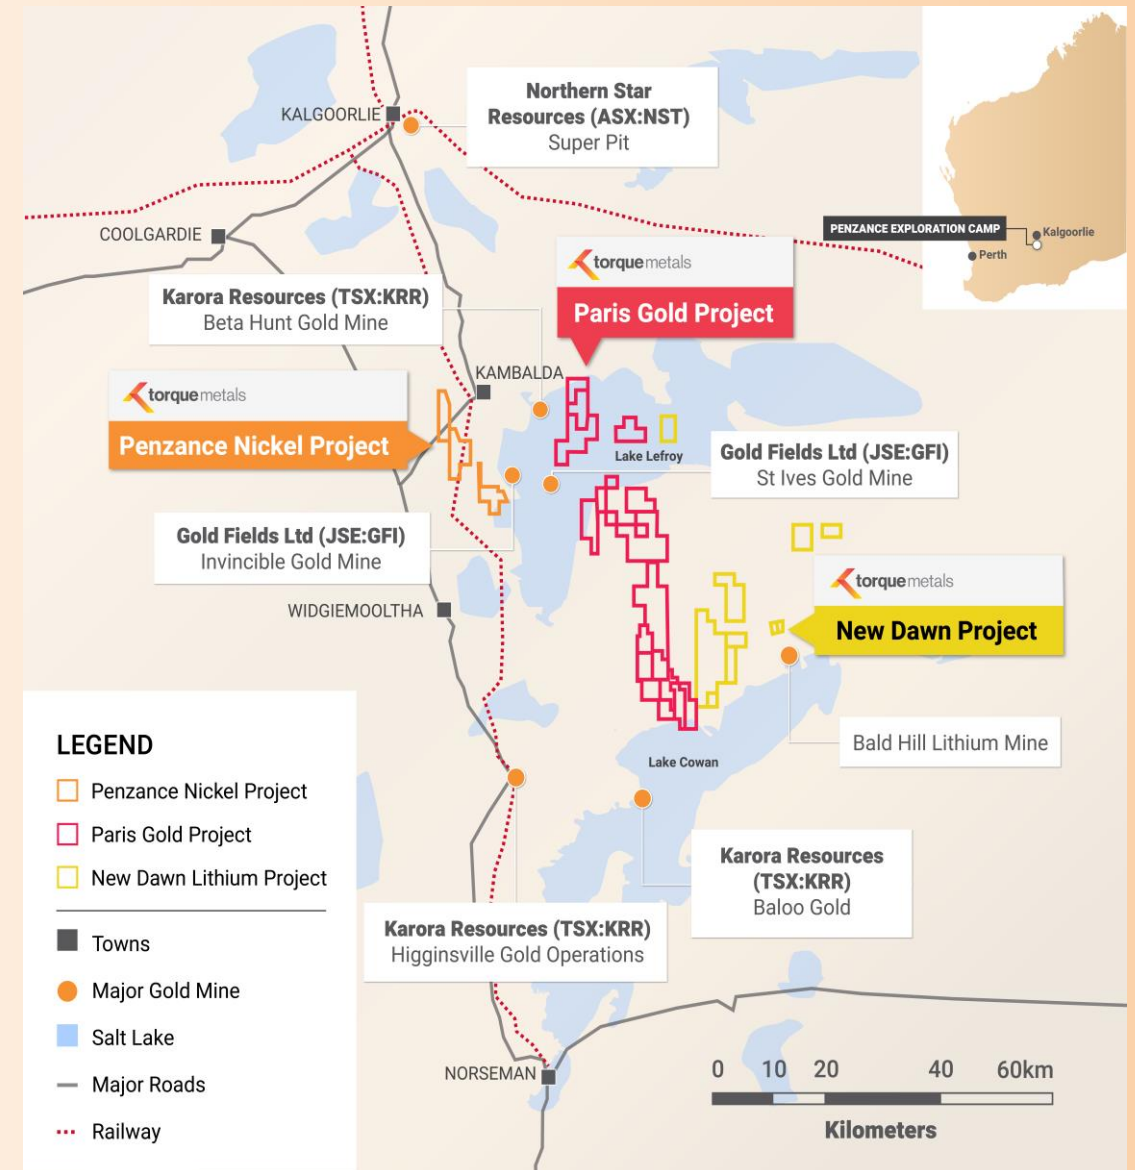 KALGOORLIE
Northern Star
Resources (ASX:NST)
Super Pit
COOLGARDIE
PENZANCE EXPLORATION CAMP
Kalgoorlie
Perth
torquemetals
Paris Gold Project
Karora Resources (TSX:KRR)
Beta Hunt Gold Mine
KAMBALDA
torquemetals
Penzance Nickel Project
Lake Lefroy
Gold Fields Ltd (JSE:GFI)
St Ives Gold Mine
Gold Fields Ltd (JSE:GFI)
Invincible Gold Mine
torquemetals
New Dawn Project
WIDGIEMOOLTHA
Bald Hill Lithium Mine
Lake Cowan
LEGEND
Penzance Nickel Project
Paris Gold Project
New Dawn Lithium Project
Towns
Major Gold Mine
Salt Lake
Major Roads
Railway
Karora Resources
(TSX:KRR)
Baloo Gold
Karora Resources (TSX:KRR)
Higginsville Gold Operations
NORSEMAN
0 10 20 40 60km
Kilometers